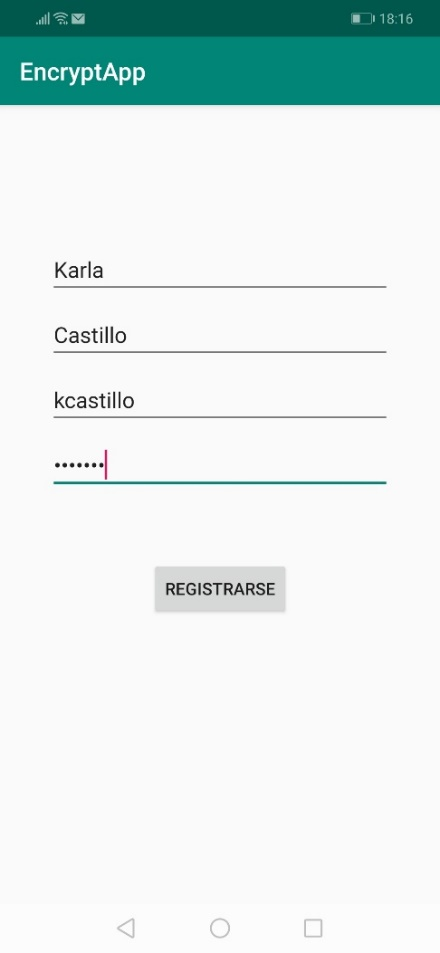 18:16
EncryptApp
Karla
Castillo
kcastillo
•••••••
REGISTRARSE